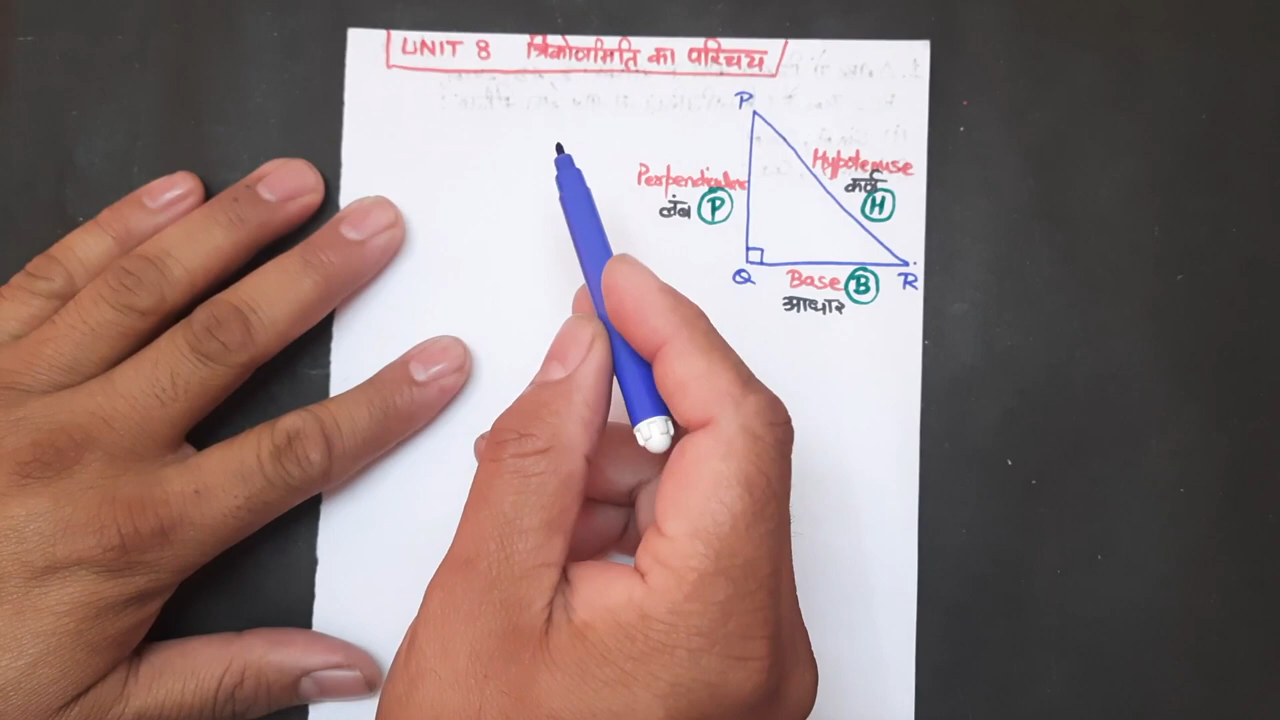 UNIT 8 त्रिकोणमिति का परिचय
P
Perpendicular
लंब P
Hypotenuse
कर्ण
H
Q
Base B
R
आधार